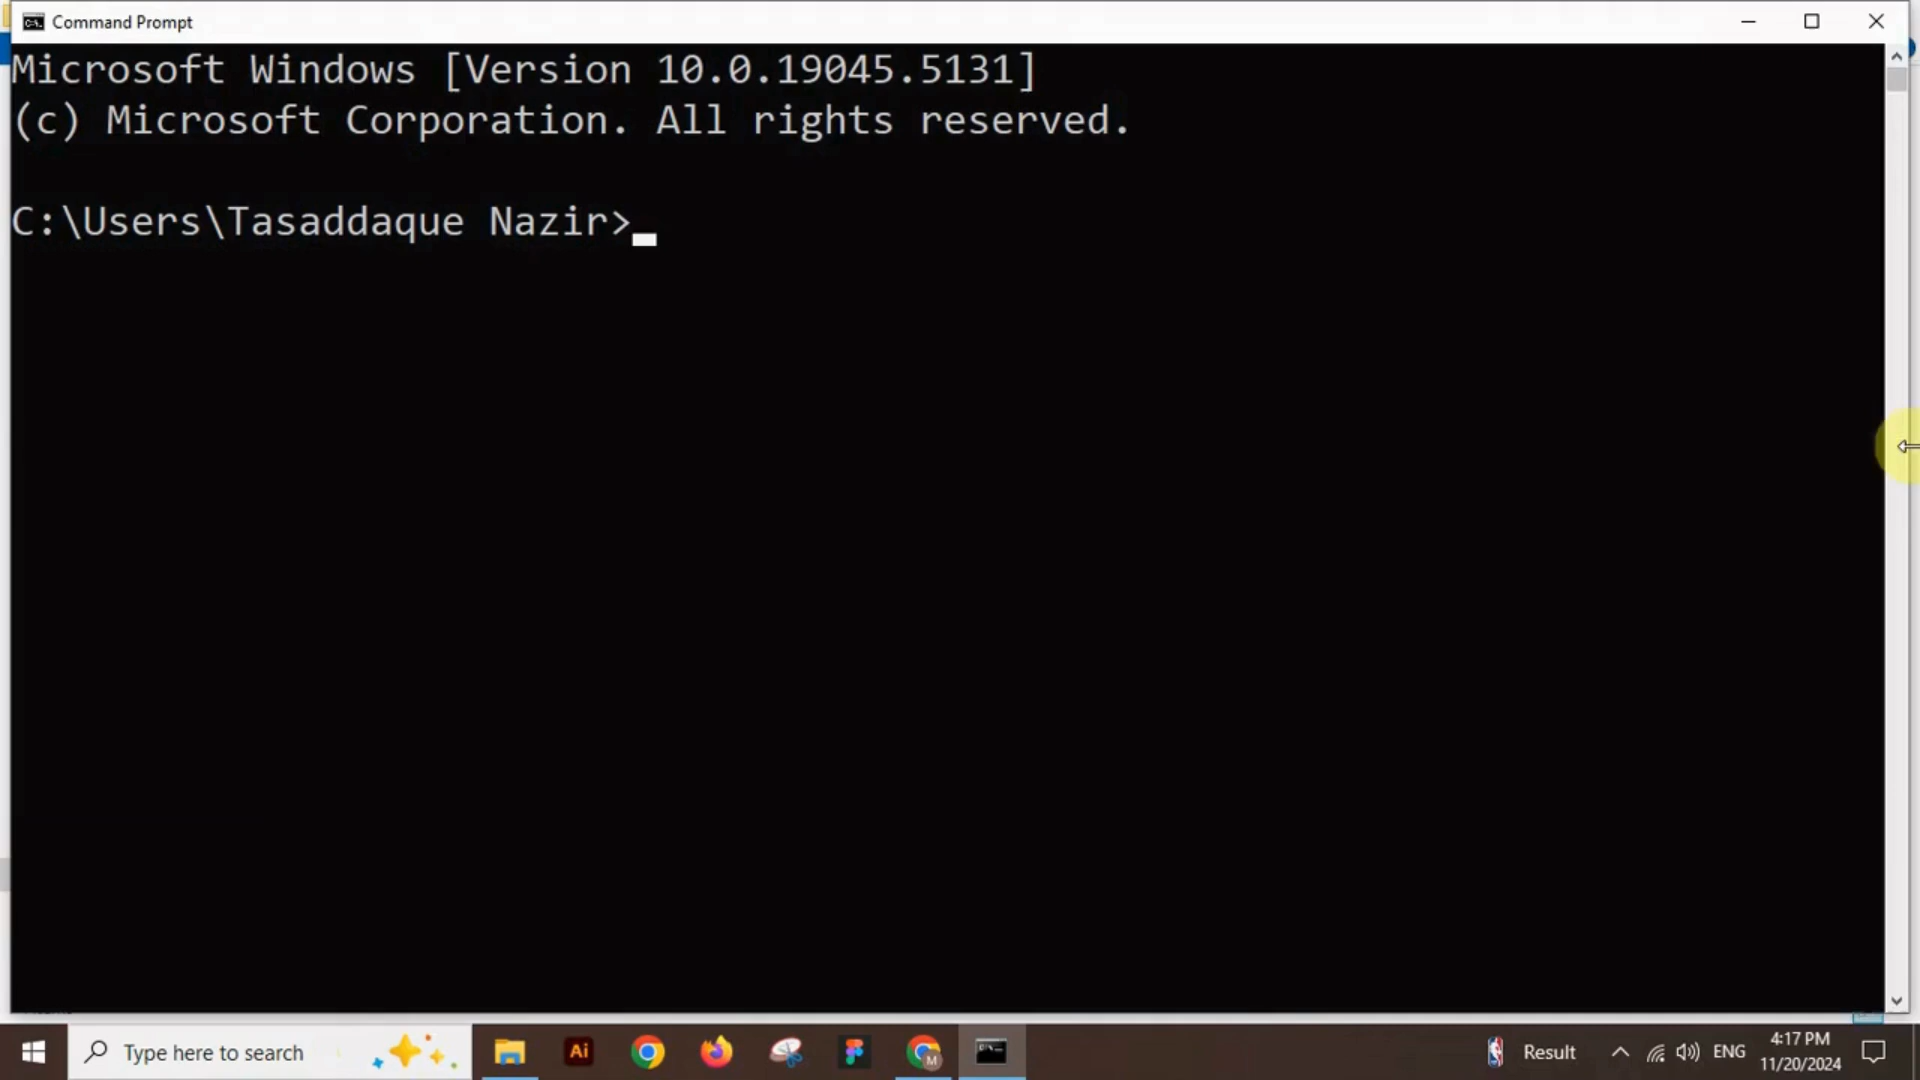 Command Prompt
Microsoft Windows [Version 10.0.19045.5131]
(c) Microsoft Corporation. All rights reserved.
C:\Users\Tasaddaque Nazir>
Type here to search
Ai
M
Result
ENG
4:17 PM
11/20/2024